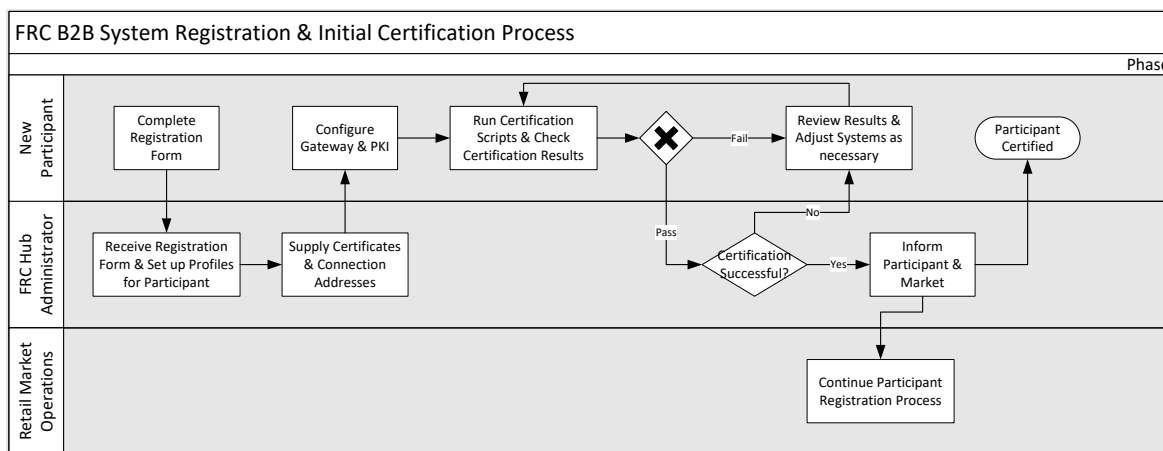 FRC B2B System Registration & Initial Certification Process
Phase
New
Participant
Complete
Registration
Form
Configure
Gateway & PKI
Run Certification
Scripts & Check
Certification Results
Fail
Review Results &
Adjust Systems as
necessary
Participant
Certified
FRC Hub
Administrator
Receive Registration
Form & Set up Profiles
for Participant
Supply Certificates
& Connection
Addresses
Pass
Certification
Successful?
No
Yes
Inform
Participant &
Market
Retail Market
Operations
Continue Participant
Registration Process